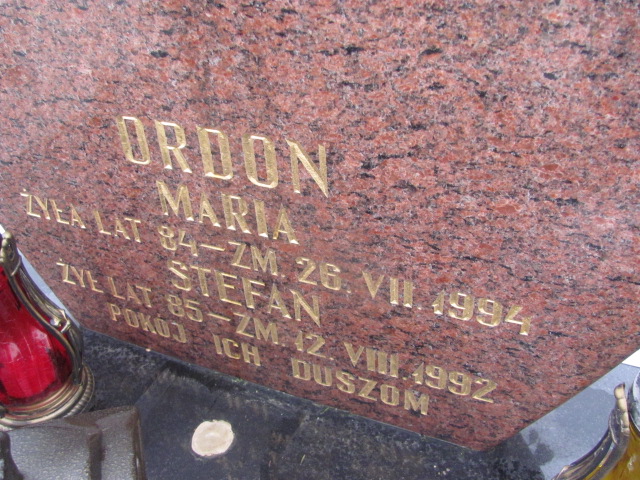 ORDON
MARIA
ŻYŁA LAT 84-ZM. 26. VII. 1994
STEFAN
ŻYŁ LAT 85-ZM. 12. VIII. 1992
POKÓJ ICH DUSZOM